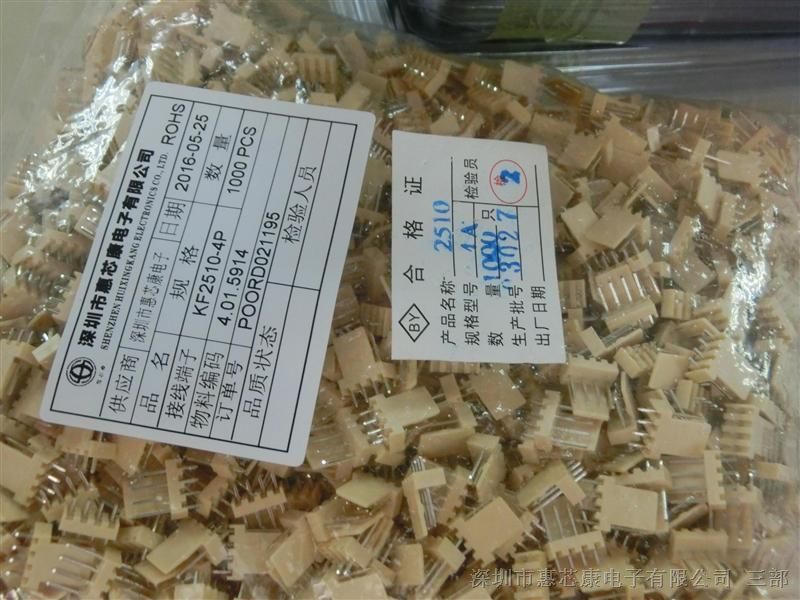 深圳市惠芯康电子有限公司
SHENZHEN HUIXINGKANG ELECTRONICS CO., LTD. ROHS
供应商 深圳市惠芯康电子 日期 2016-05-25
品名 规格 数量
接线端子 KF2510-4P 1000 PCS
物料编码 4.01.5914
订单号 POORD021195
品质状态 检验人员
BY 合格证
产品名称 2510
规格型号 4A 检验员
数量 1000 只
生产批号 3027
出厂日期
深圳市惠芯康电子有限公司 三部